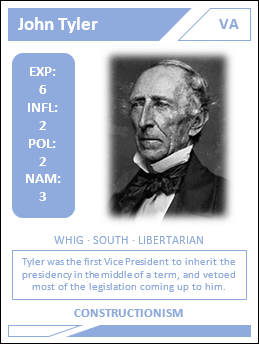 John Tyler
VA
EXP:
6
INFL:
2
POL:
2
NAM:
3
WHIG · SOUTH · LIBERTARIAN
Tyler was the first Vice President to inherit the
presidency in the middle of a term, and vetoed
most of the legislation coming up to him.
CONSTRUCTIONISM